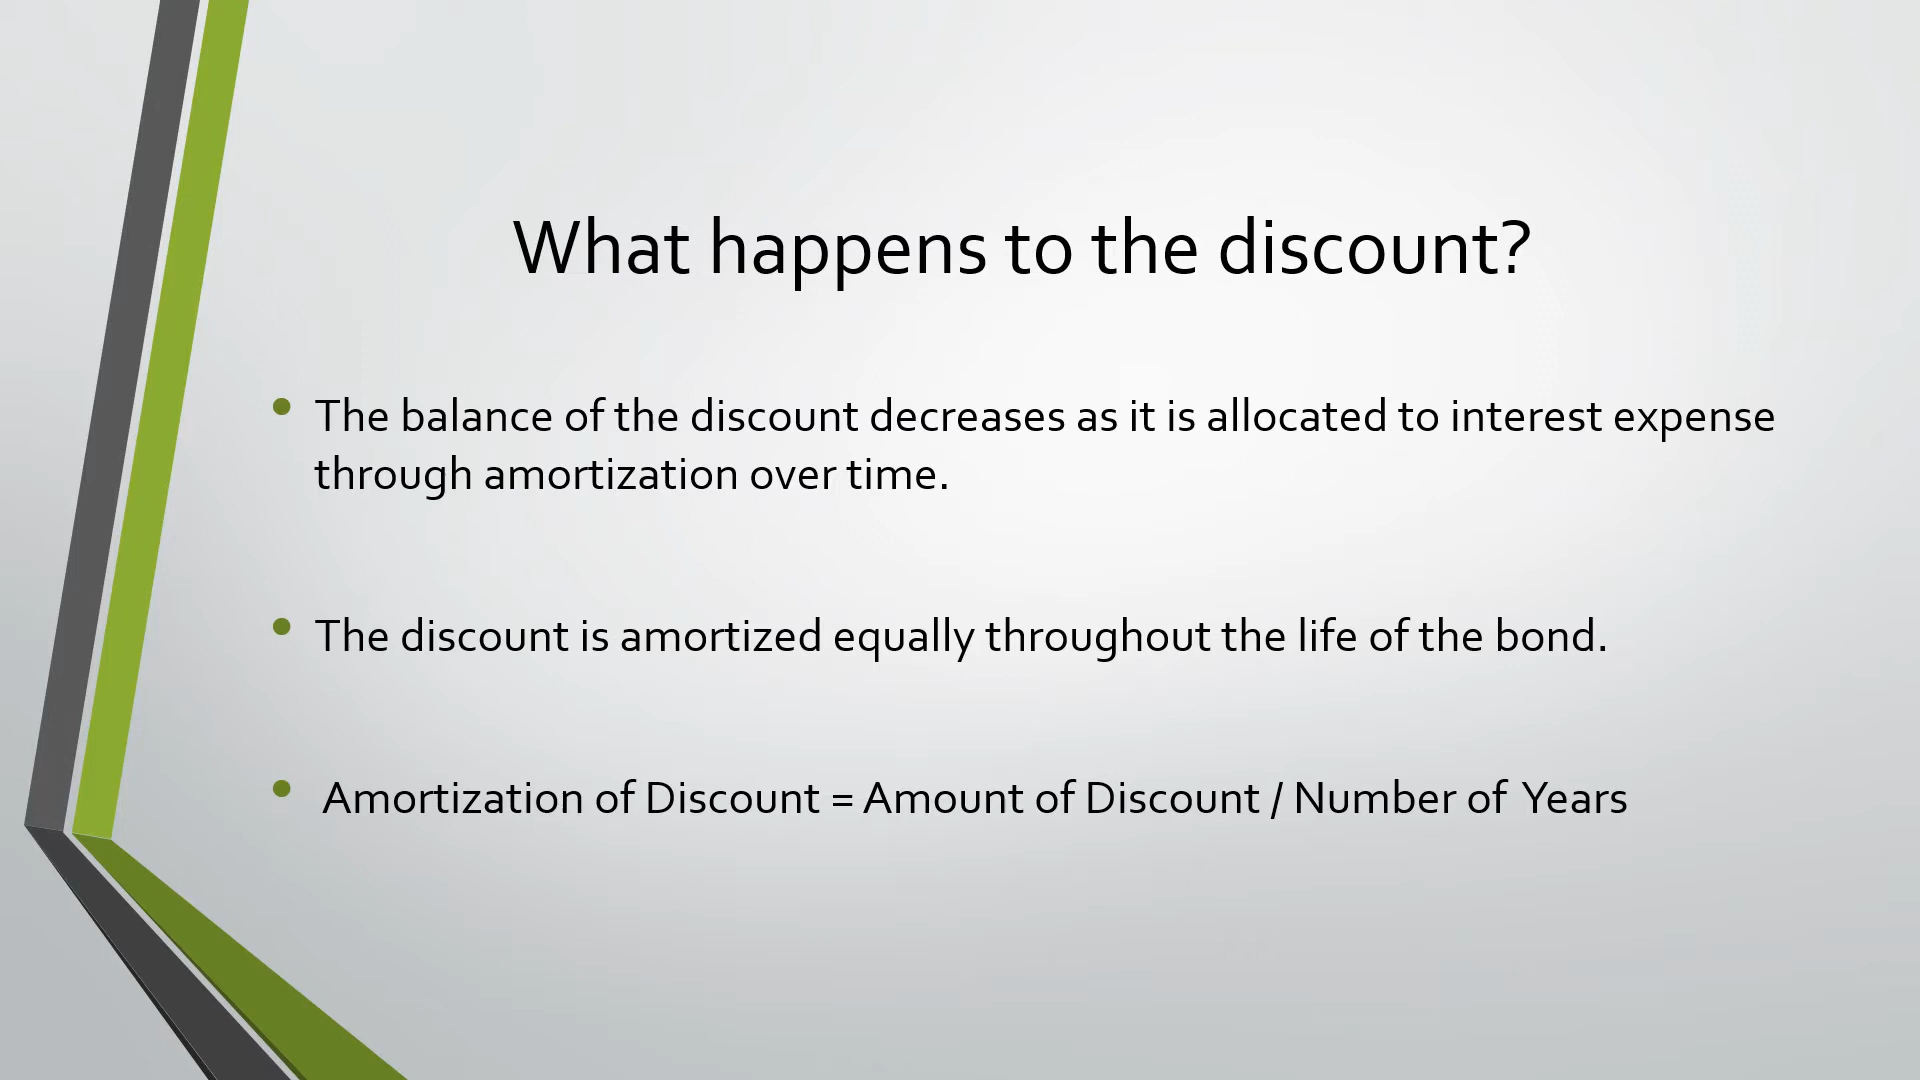 What happens to the discount?
The balance of the discount decreases as it is allocated to interest expense
through amortization over time.
The discount is amortized equally throughout the life of the bond.
Amortization of Discount = Amount of Discount / Number of Years